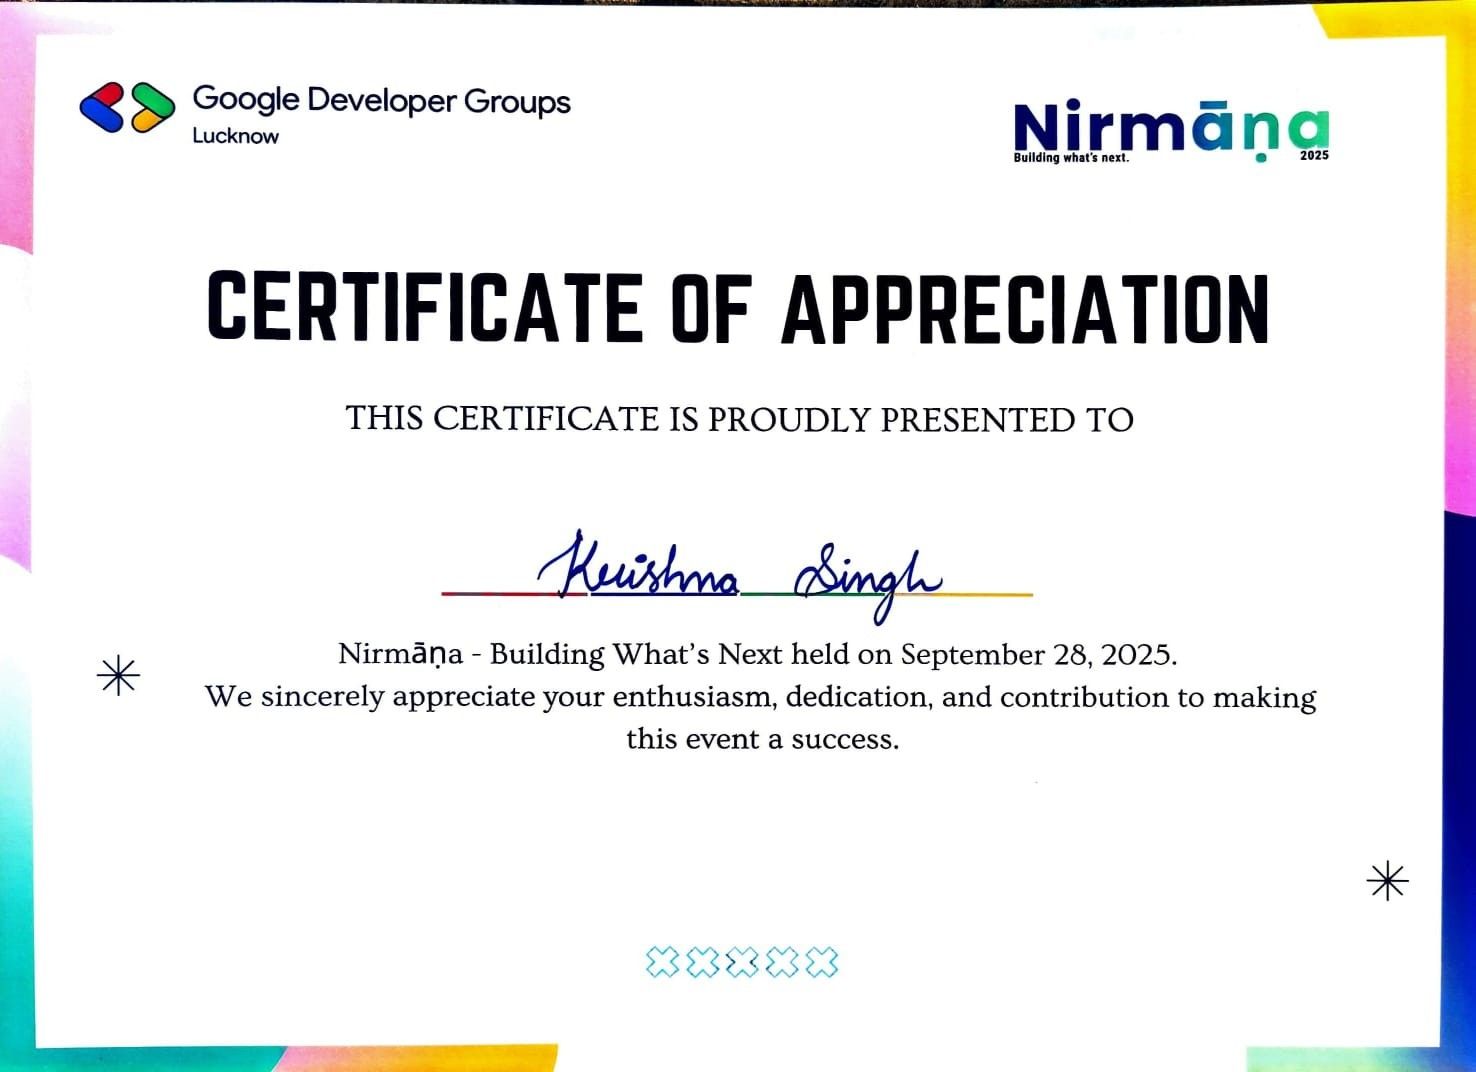 Google Developer Groups
Lucknow
Nirmāṇa
Building what's next.
2025
CERTIFICATE OF APPRECIATION
THIS CERTIFICATE IS PROUDLY PRESENTED TO
Krishna Singh
Nirmāṇa - Building What's Next held on September 28, 2025.
We sincerely appreciate your enthusiasm, dedication, and contribution to making
this event a success.